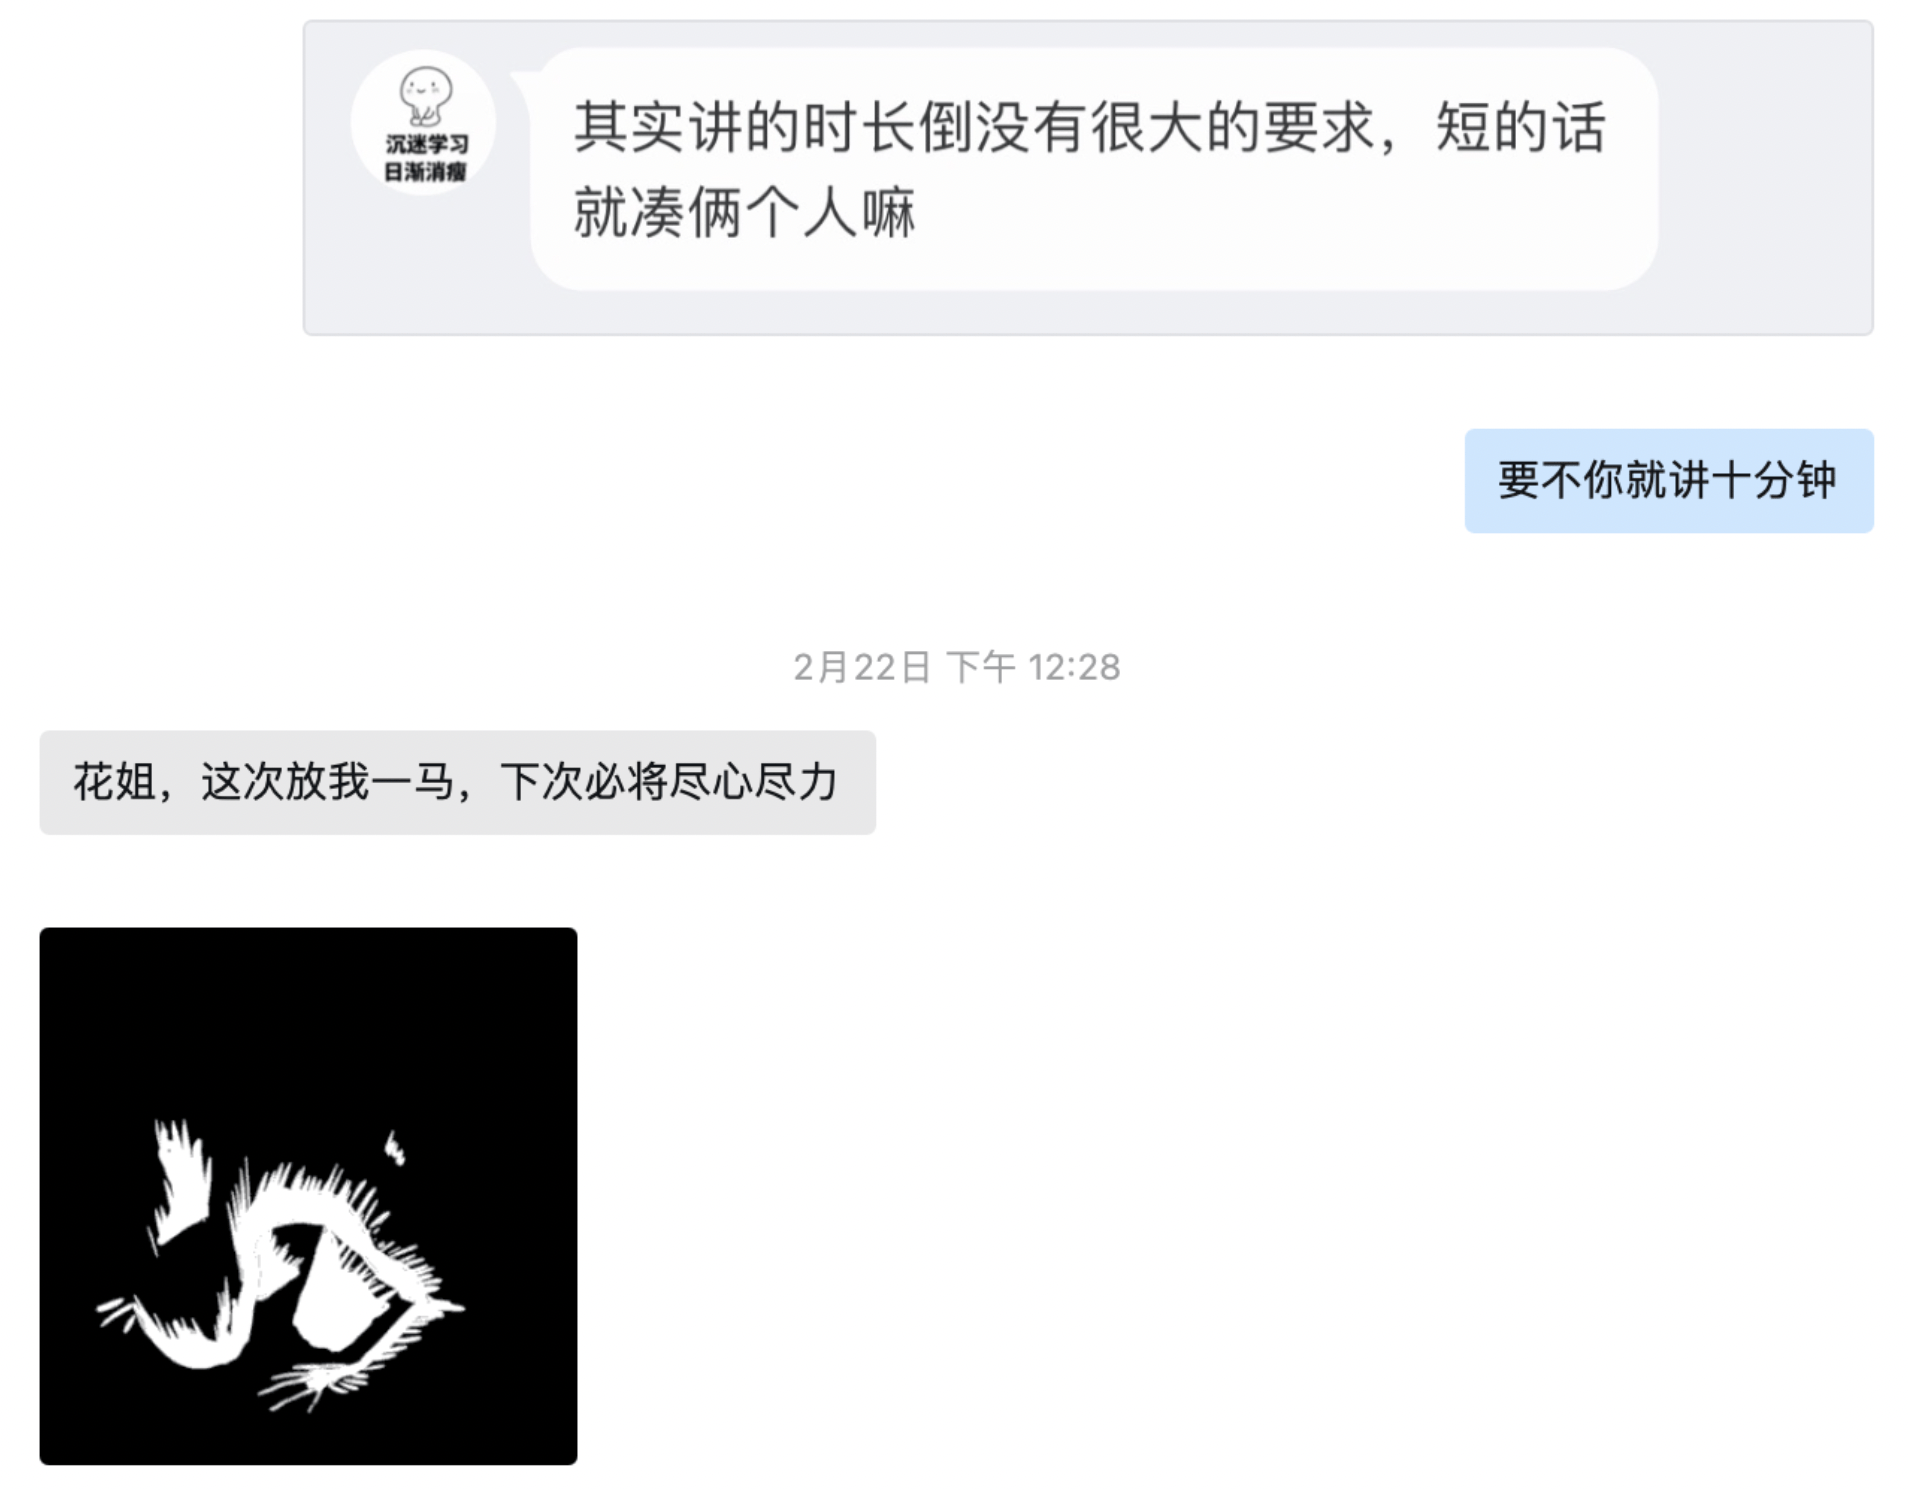 沉迷学习
日渐消瘦
其实讲的时长倒没有很大的要求，短的话
就凑俩个人嘛
要不你就讲十分钟
2月22日 下午 12:28
花姐，这次放我一马，下次必将尽心尽力